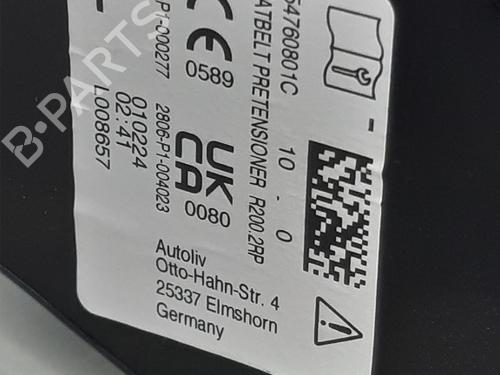 54760801C
ATBELT PRETENSIONER R200.2RP
10 - 0
CE 0589
P1-000277
UK CA 0080
2806-P1-004023
010224
02:41
L008657
Autoliv
Otto-Hahn-Str. 4
25337 Elmshorn
Germany
B-PARTS